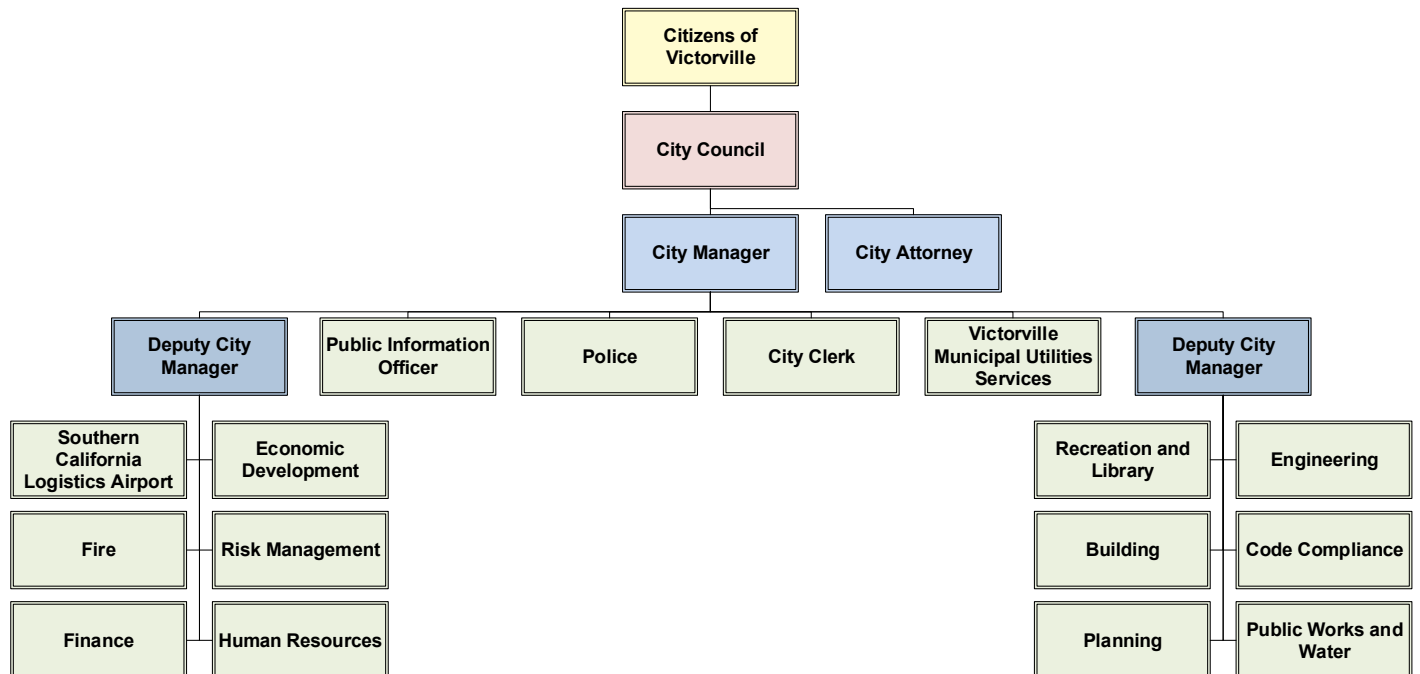 Citizens of
Victorville
City Council
City Manager
City Attorney
Deputy City
Manager
Public Information
Officer
Police
City Clerk
Victorville
Municipal Utilities
Services
Deputy City
Manager
Southern
California
Logistics Airport
Economic
Development
Recreation and
Library
Engineering
Fire
Risk Management
Building
Code Compliance
Finance
Human Resources
Planning
Public Works and
Water